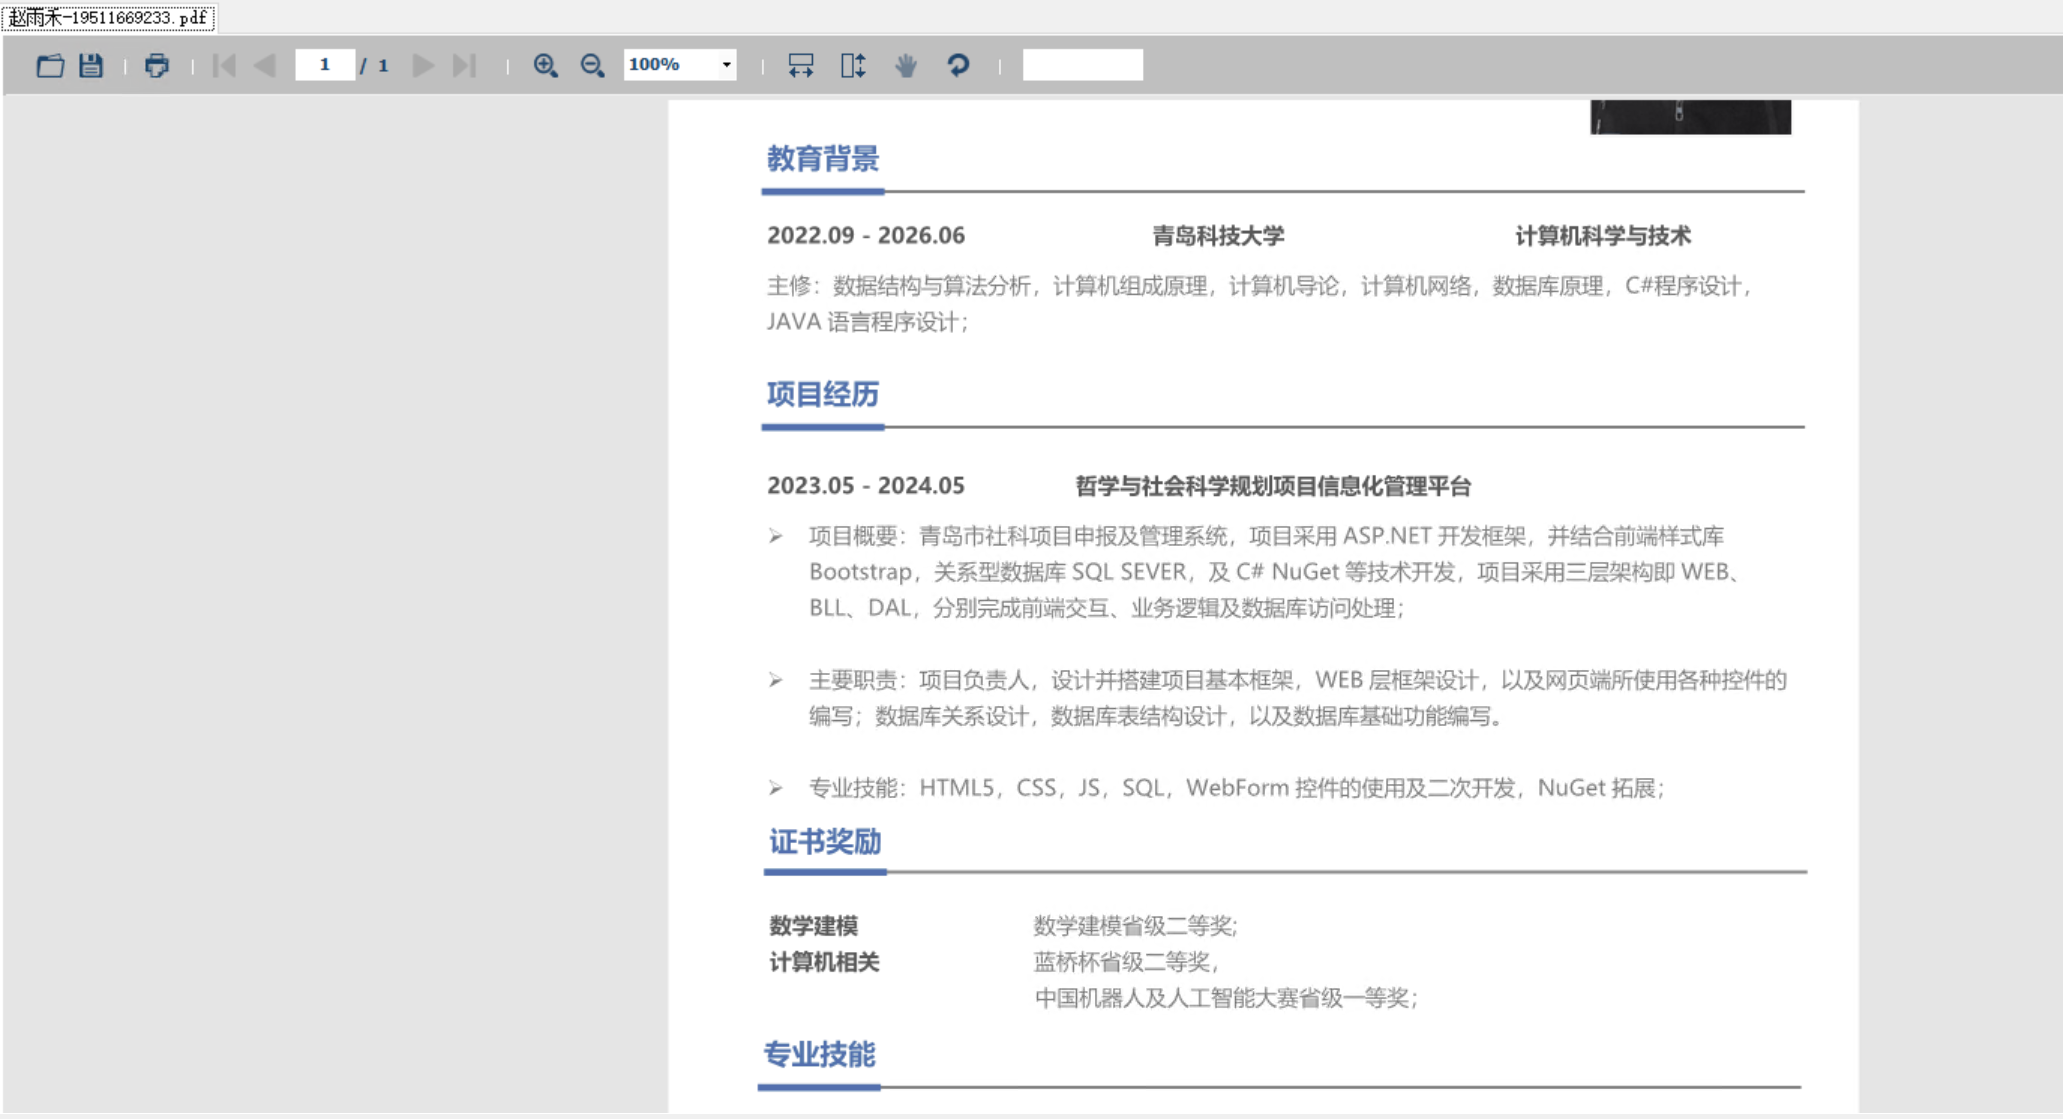 赵雨禾-19511669233.pdf
1 / 1 100%
教育背景
2022.09 - 2026.06 青岛科技大学 计算机科学与技术
主修：数据结构与算法分析，计算机组成原理，计算机导论，计算机网络，数据库原理，C#程序设计，
JAVA 语言程序设计；
项目经历
2023.05 - 2024.05 哲学与社会科学规划项目信息化管理平台
➢ 项目概要：青岛市社科项目申报及管理系统，项目采用 ASP.NET 开发框架，并结合前端样式库
Bootstrap，关系型数据库 SQL SEVER，及 C# NuGet 等技术开发，项目采用三层架构即 WEB、
BLL、DAL，分别完成前端交互、业务逻辑及数据库访问处理；
➢ 主要职责：项目负责人，设计并搭建项目基本框架，WEB 层框架设计，以及网页端所使用各种控件的
编写；数据库关系设计，数据库表结构设计，以及数据库基础功能编写。
➢ 专业技能：HTML5，CSS，JS，SQL，WebForm 控件的使用及二次开发，NuGet 拓展；
证书奖励
数学建模 数学建模省级二等奖;
计算机相关 蓝桥杯省级二等奖，
中国机器人及人工智能大赛省级一等奖；
专业技能